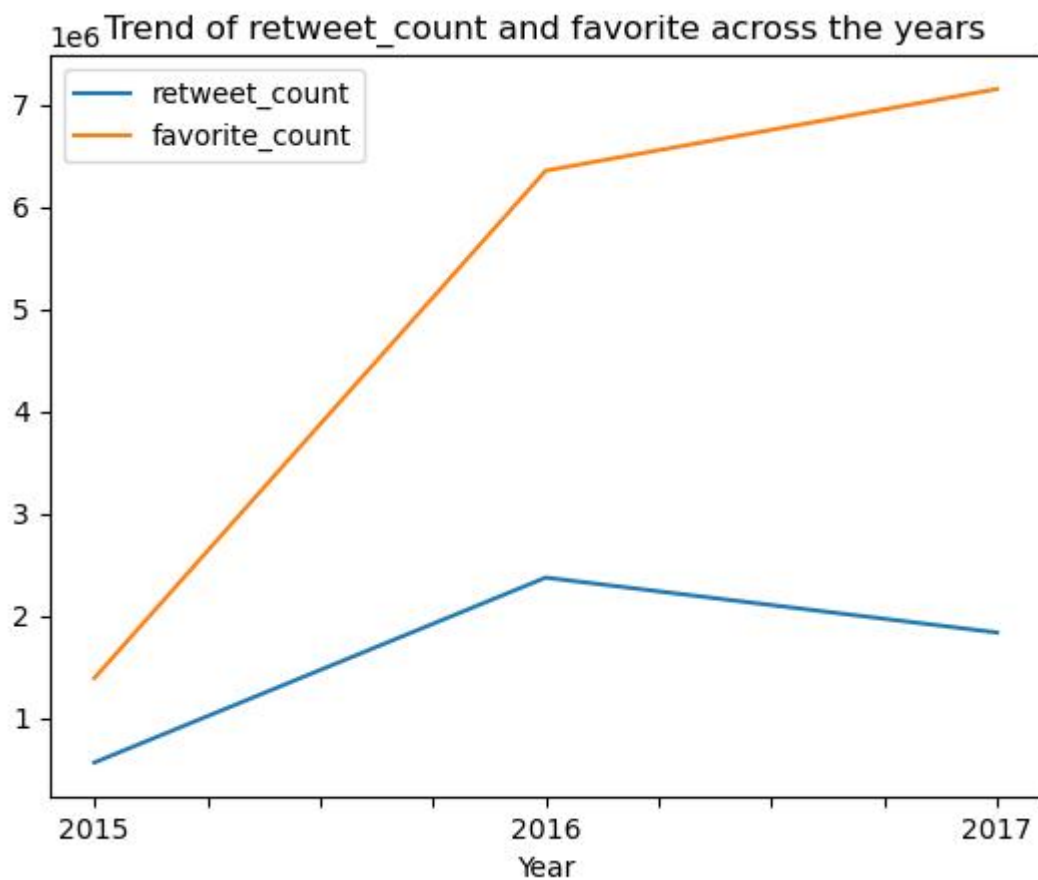 Trend of retweet_count and favorite across the years
1e6
retweet_count
favorite_count
7
6
5
4
3
2
1
2015 2016 2017
Year